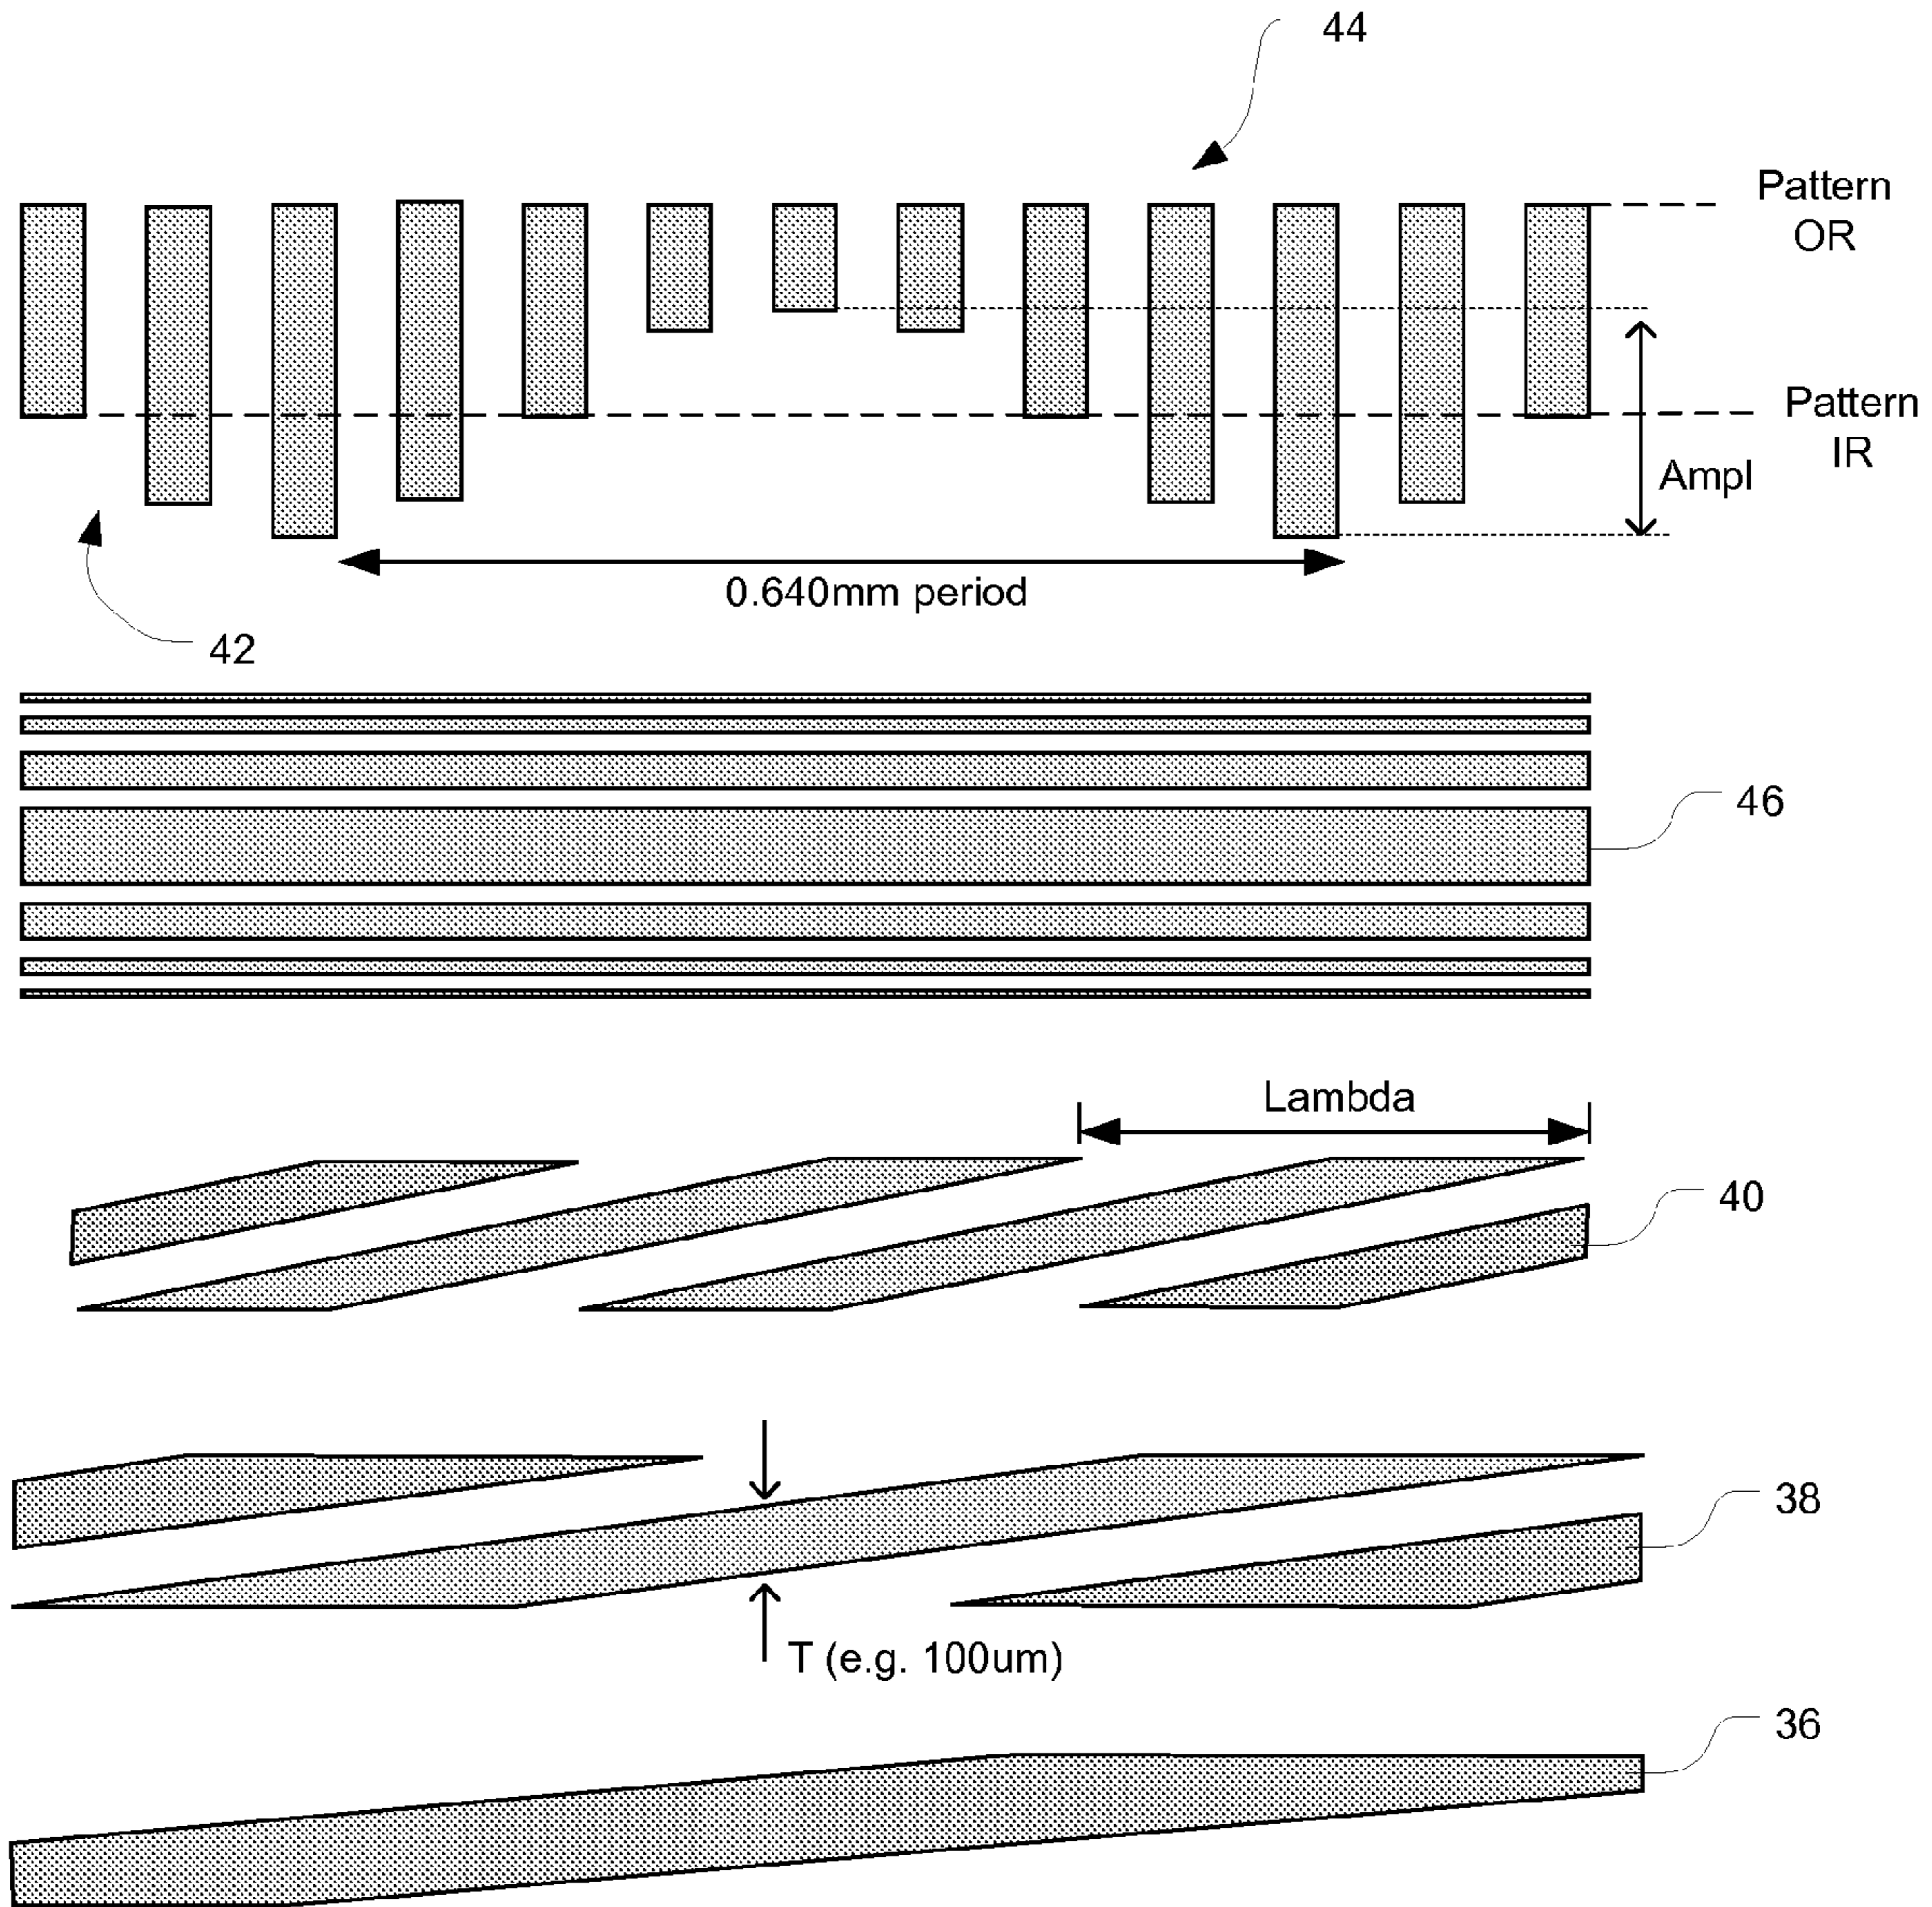 44
Pattern
OR
Pattern
IR
Ampl
0.640mm period
42
46
Lambda
40
38
T (e.g. 100um)
36